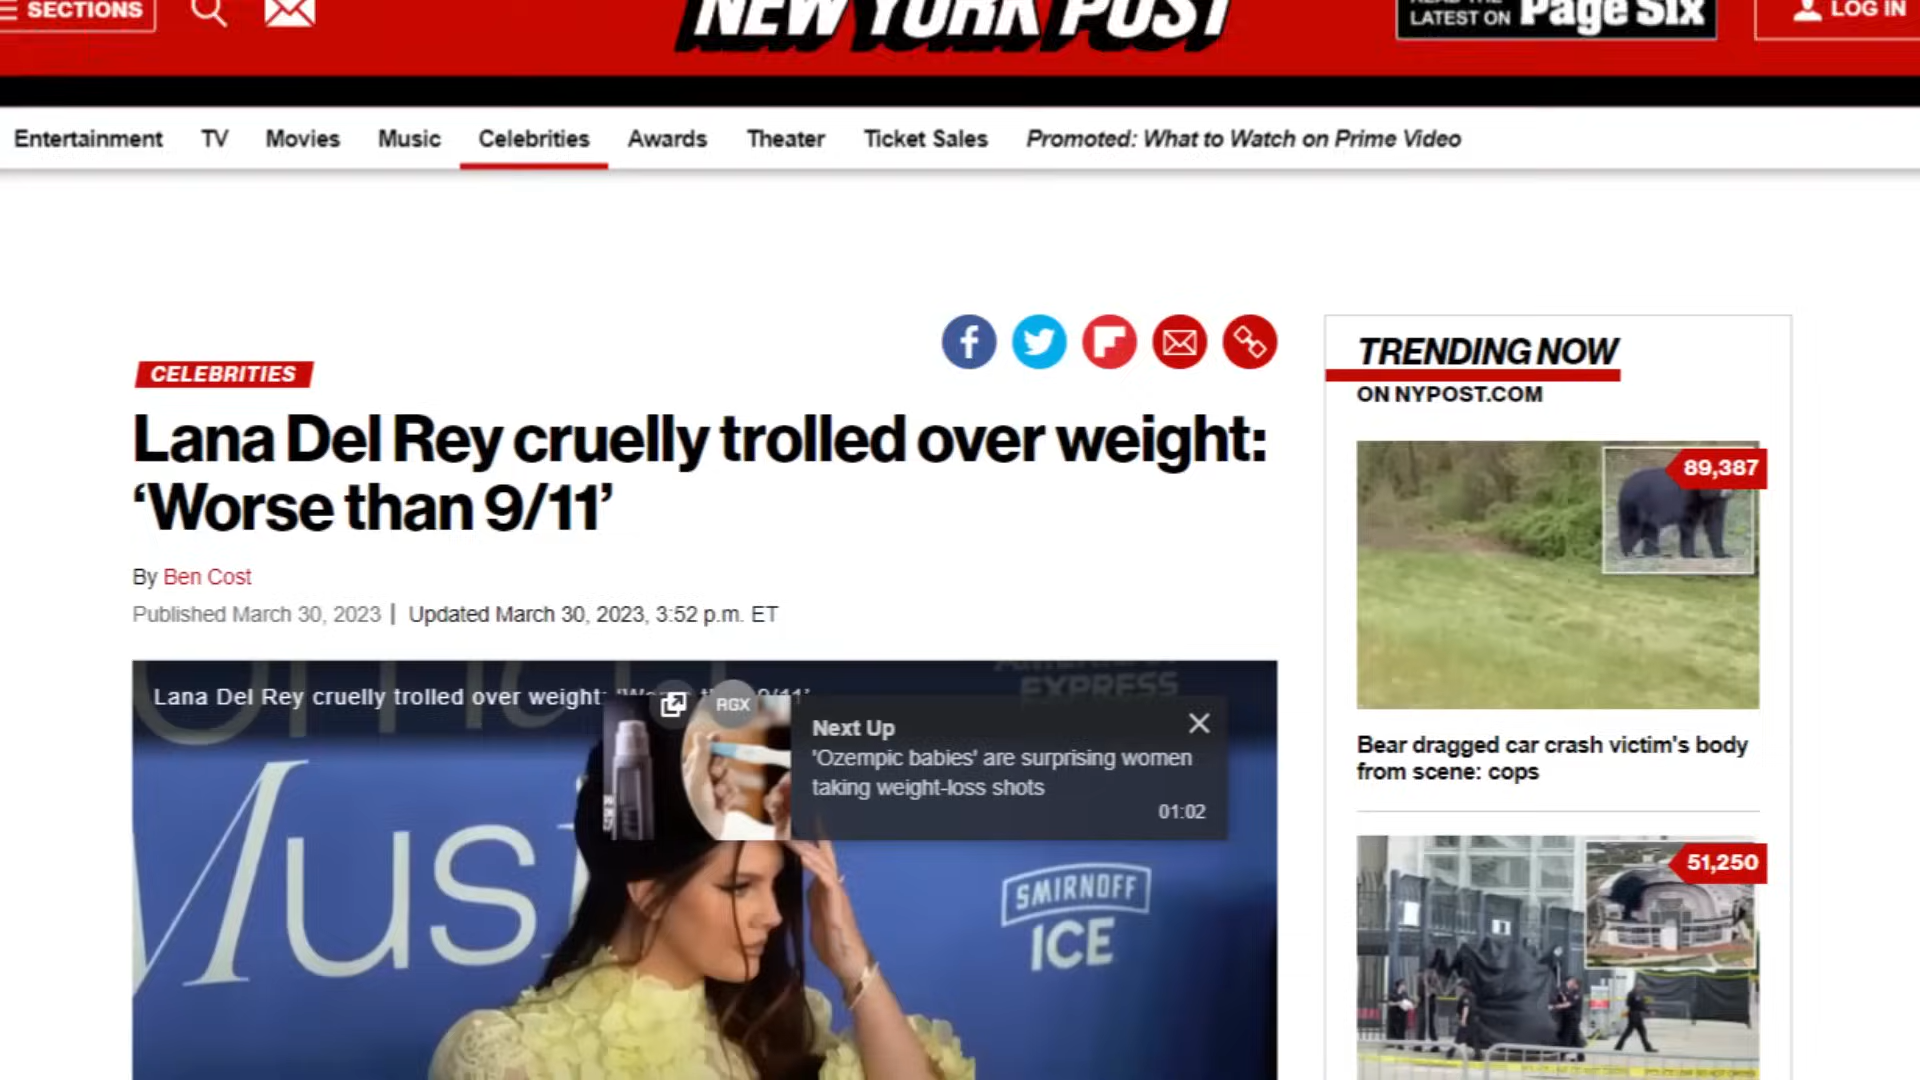 SECTIONS
NEW YORK POST
LATEST ON Page Six
LOG IN
Entertainment TV Movies Music Celebrities Awards Theater Ticket Sales Promoted: What to Watch on Prime Video
CELEBRITIES
Lana Del Rey cruelly trolled over weight:
‘Worse than 9/11’
By Ben Cost
Published March 30, 2023 | Updated March 30, 2023, 3:52 p.m. ET
Lana Del Rey cruelly trolled over weight:
RGX
Next Up
'Ozempic babies' are surprising women
taking weight-loss shots
01:02
EXPRESS
Mus
SMIRNOFF
ICE
TRENDING NOW
ON NYPOST.COM
89,387
Bear dragged car crash victim's body
from scene: cops
51,250